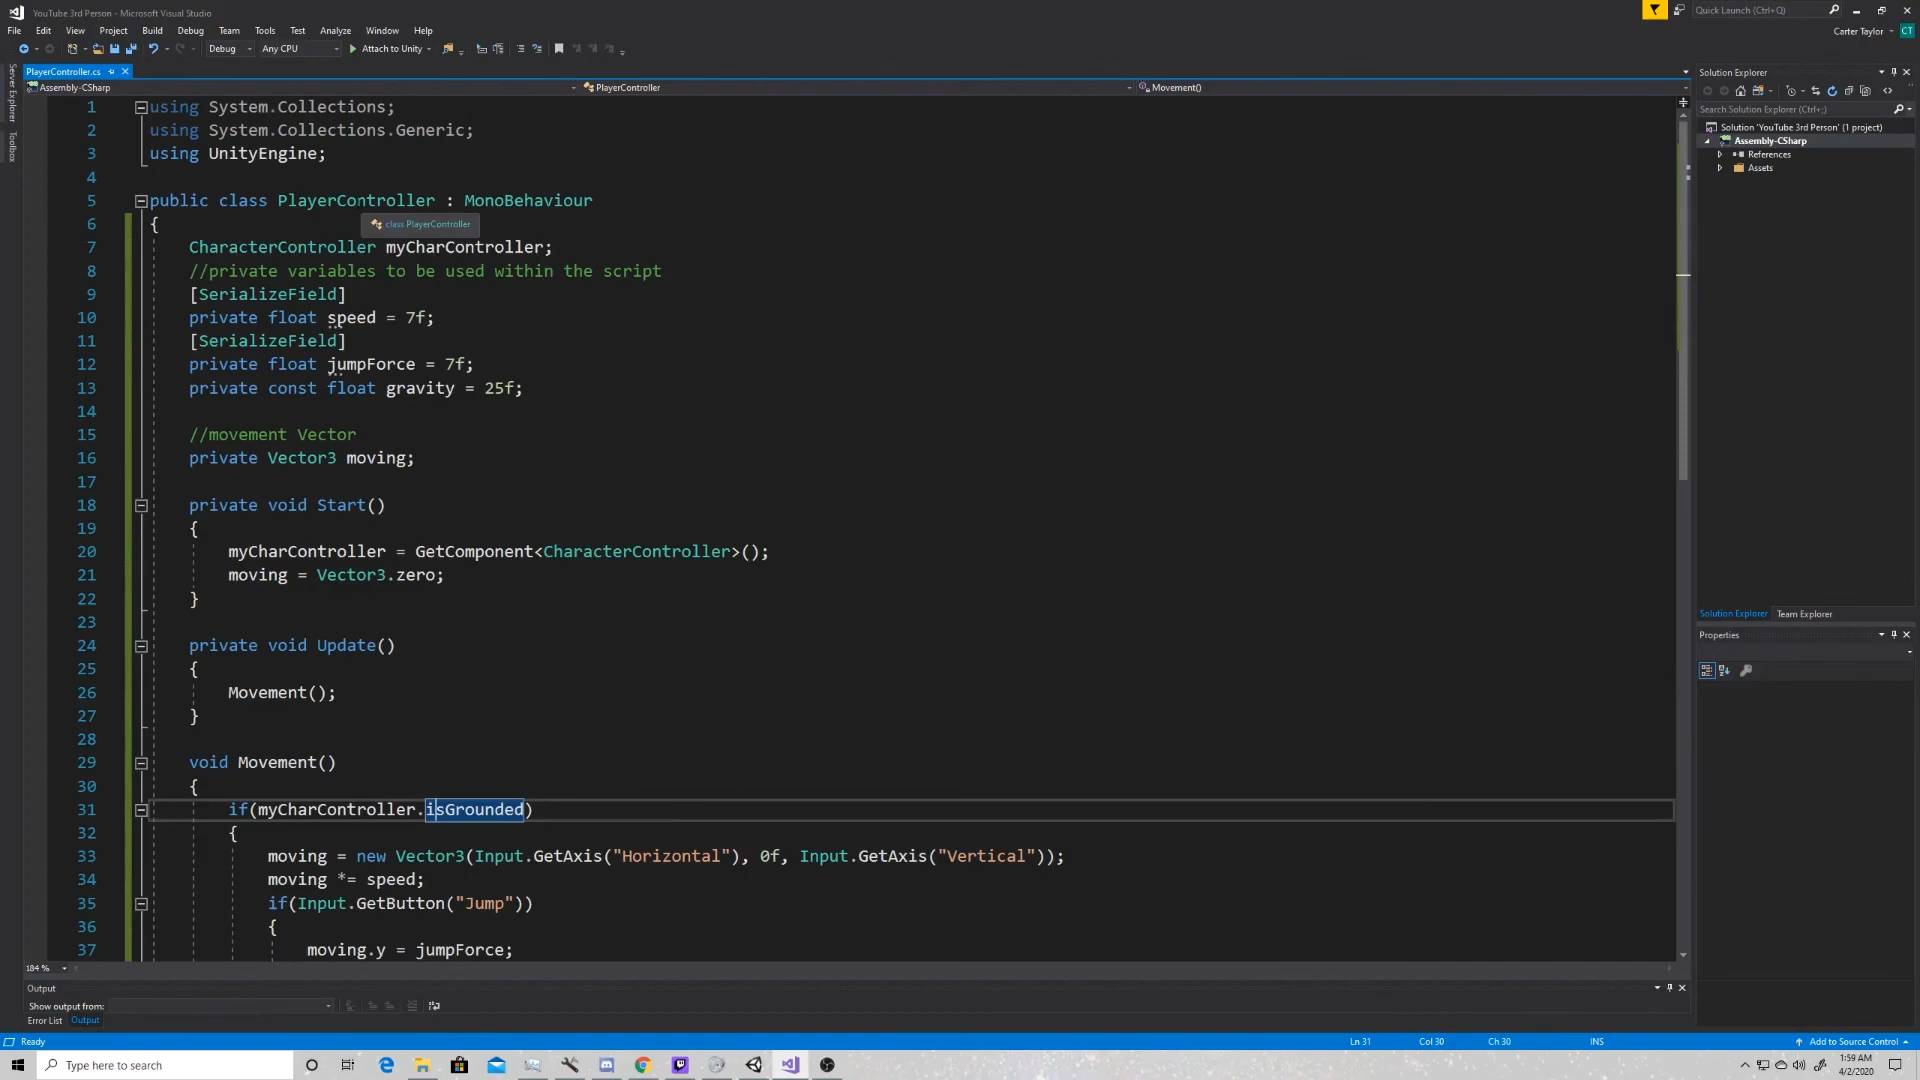 YouTube 3rd Person - Microsoft Visual Studio
Quick Launch (Ctrl+Q)
File Edit View Project Build Debug Team Tools Test Analyze Window Help
Carter Taylor CT
Debug Any CPU Attach to Unity
Server Explorer
Toolbox
PlayerController.cs
Assembly-CSharp PlayerController Movement()
1 using System.Collections;
2 using System.Collections.Generic;
3 using UnityEngine;
4
5 public class PlayerController : MonoBehaviour
6 {
class PlayerController
7 CharacterController myCharController;
8 //private variables to be used within the script
9 [SerializeField]
10 private float speed = 7f;
11 [SerializeField]
12 private float jumpForce = 7f;
13 private const float gravity = 25f;
14
15 //movement Vector
16 private Vector3 moving;
17
18 private void Start()
19 {
20 myCharController = GetComponent<CharacterController>();
21 moving = Vector3.zero;
22 }
23
24 private void Update()
25 {
26 Movement();
27 }
28
29 void Movement()
30 {
31 if(myCharController.isGrounded)
32 {
33 moving = new Vector3(Input.GetAxis("Horizontal"), 0f, Input.GetAxis("Vertical"));
34 moving *= speed;
35 if(Input.GetButton("Jump"))
36 {
37 moving.y = jumpForce;
184 %
Output
Show output from:
Error List Output
Solution Explorer
Search Solution Explorer (Ctrl+;)
Solution 'YouTube 3rd Person' (1 project)
Assembly-CSharp
References
Assets
Solution Explorer Team Explorer
Properties
Ready Ln 31 Col 30 Ch 30 INS Add to Source Control
Type here to search
1:59 AM
4/2/2020